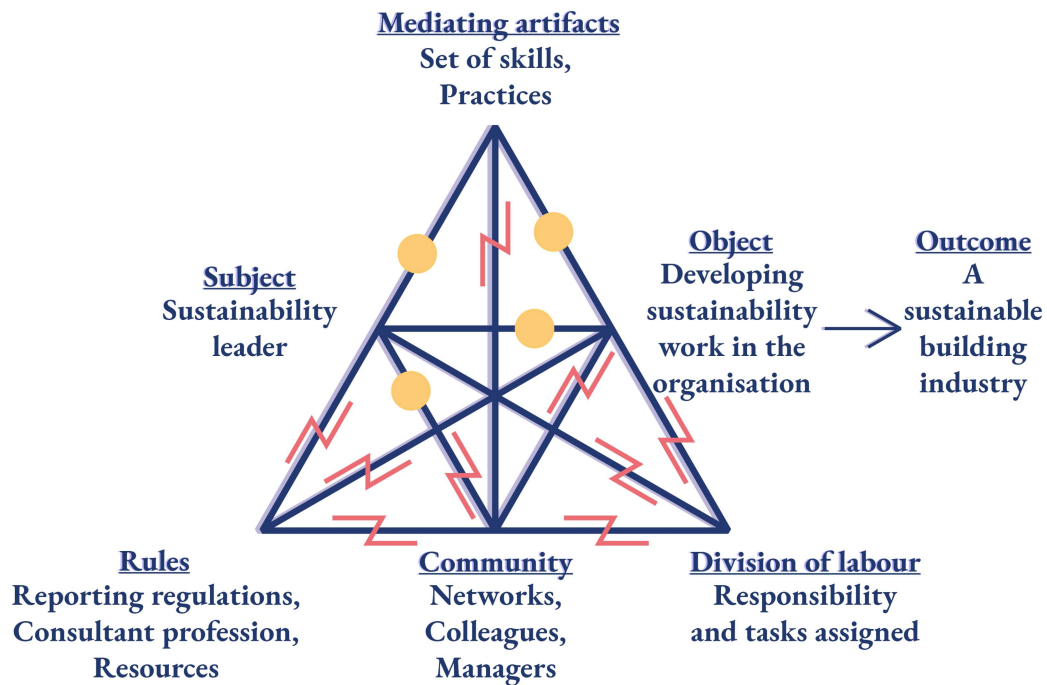 Mediating artifacts
Set of skills,
Practices
Subject
Sustainability
leader
Object
Developing
sustainability
work in the
organisation
Outcome
A
sustainable
building
industry
Rules
Reporting regulations,
Consultant profession,
Resources
Community
Networks,
Colleagues,
Managers
Division of labour
Responsibility
and tasks assigned